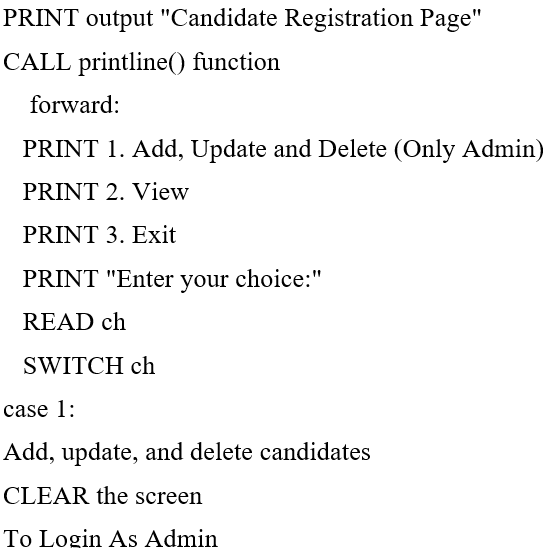 PRINT output "Candidate Registration Page"
CALL printline() function
forward:
PRINT 1. Add, Update and Delete (Only Admin)
PRINT 2. View
PRINT 3. Exit
PRINT "Enter your choice:"
READ ch
SWITCH ch
case 1:
Add, update, and delete candidates
CLEAR the screen
To Login As Admin